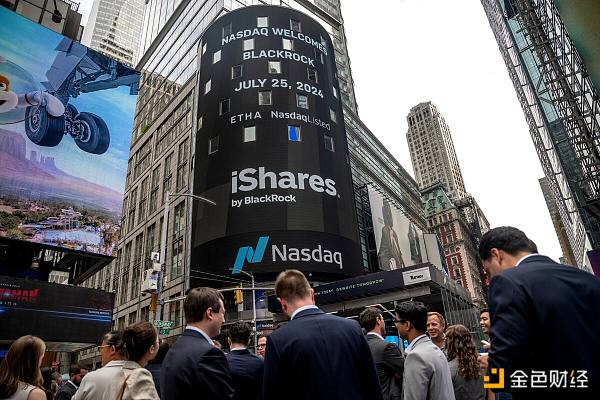 NASDAQ WELCOMES
BLACKROCK
JULY 25, 2024
ETHA NasdaqListed
iShares.
by BlackRock
Nasdaq
金色财经